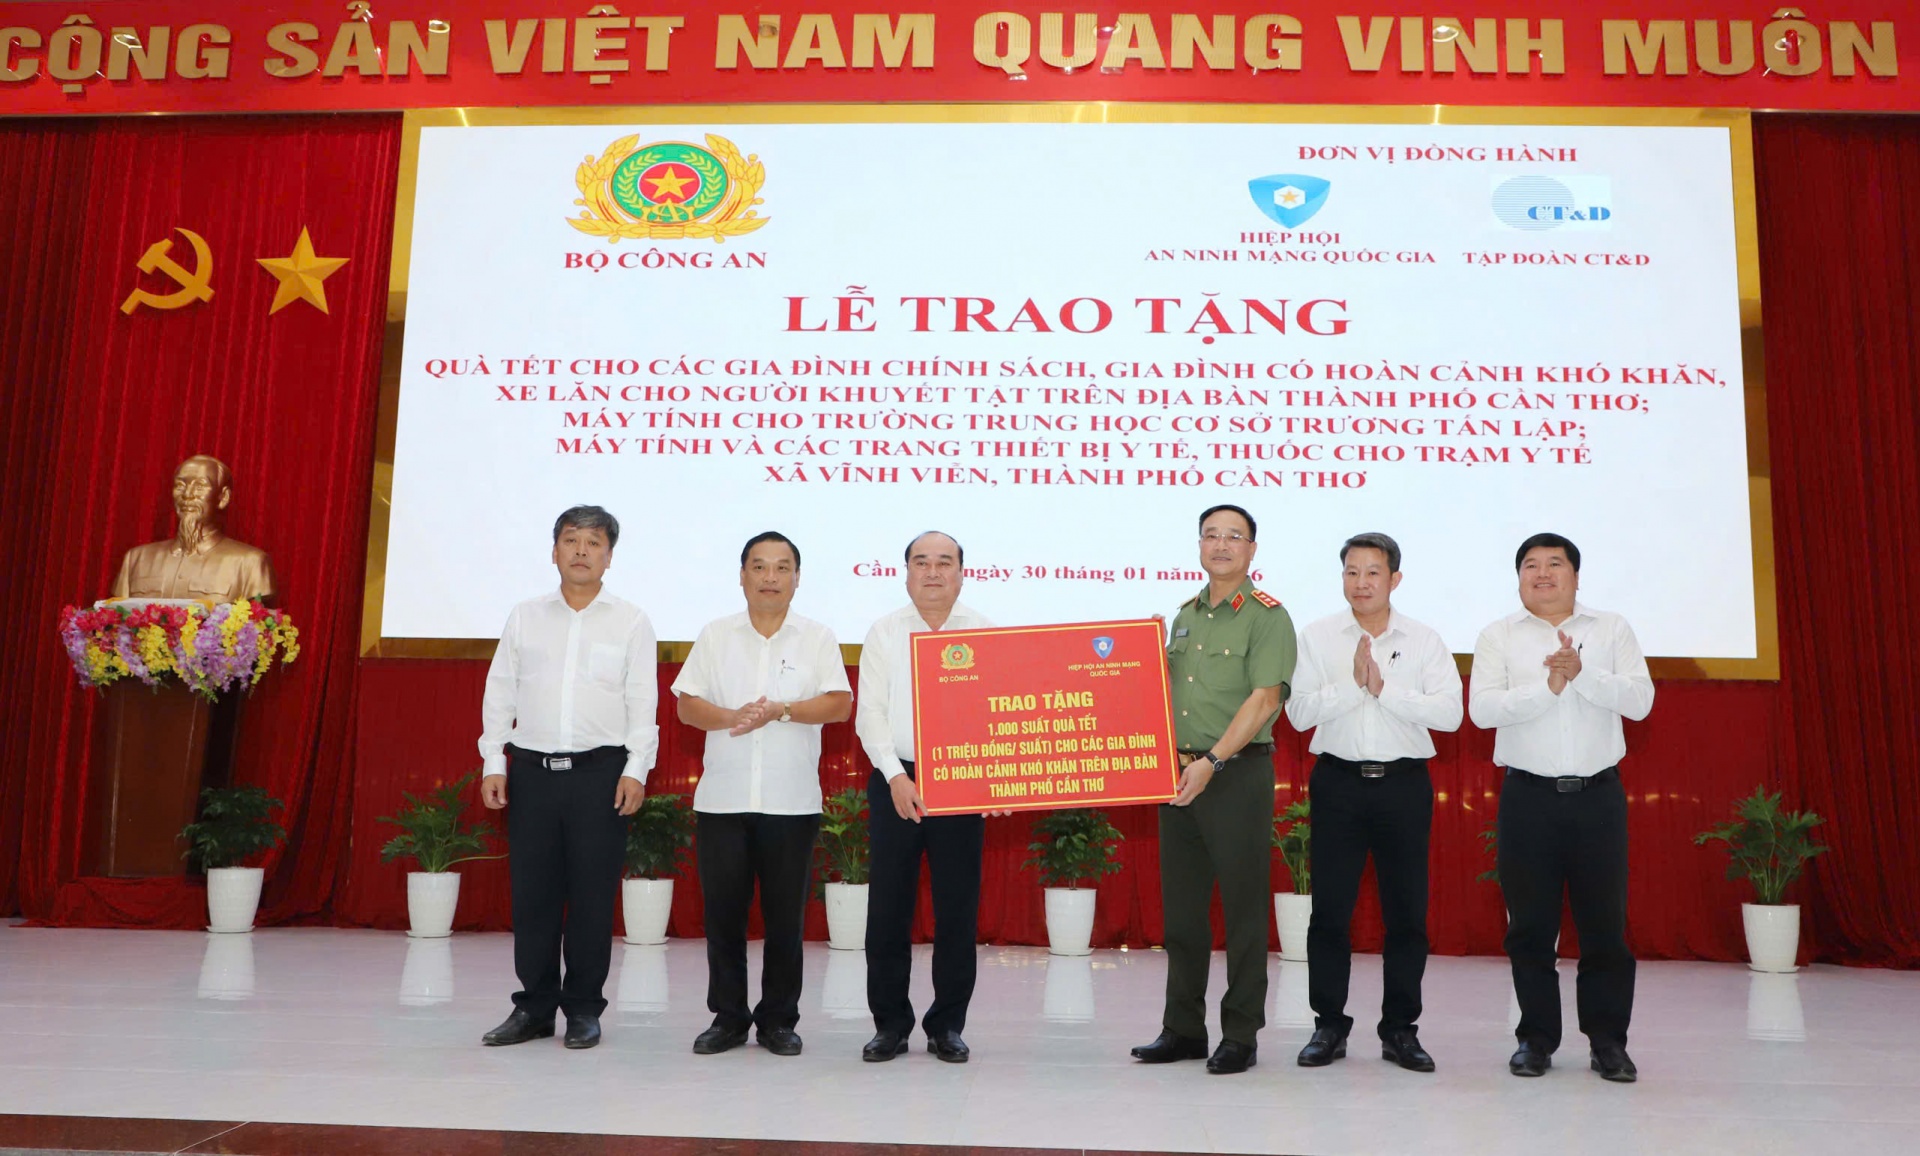 CỘNG SẢN VIỆT NAM QUANG VINH MUÔN
BỘ CÔNG AN
ĐƠN VỊ ĐỒNG HÀNH
CT&D
HIỆP HỘI
AN NINH MẠNG QUỐC GIA
TẬP ĐOÀN CT&D
LỄ TRAO TẶNG
QUÀ TẾT CHO CÁC GIA ĐÌNH CHÍNH SÁCH, GIA ĐÌNH CÓ HOÀN CẢNH KHÓ KHĂN,
XE LĂN CHO NGƯỜI KHUYẾT TẬT TRÊN ĐỊA BÀN THÀNH PHỐ CẦN THƠ;
MÁY TÍNH CHO TRƯỜNG TRUNG HỌC CƠ SỞ TRƯƠNG TẤN LẬP;
MÁY TÍNH VÀ CÁC TRANG THIẾT BỊ Y TẾ, THUỐC CHO TRẠM Y TẾ
XÃ VĨNH VIỄN, THÀNH PHỐ CẦN THƠ
Cần ngày 30 tháng 01 năm
BỘ CÔNG AN
HIỆP HỘI AN NINH MẠNG
QUỐC GIA
TRAO TẶNG
1.000 SUẤT QUÀ TẾT
(1 TRIỆU ĐỒNG/ SUẤT) CHO CÁC GIA ĐÌNH
CÓ HOÀN CẢNH KHÓ KHĂN TRÊN ĐỊA BÀN
THÀNH PHỐ CẦN THƠ